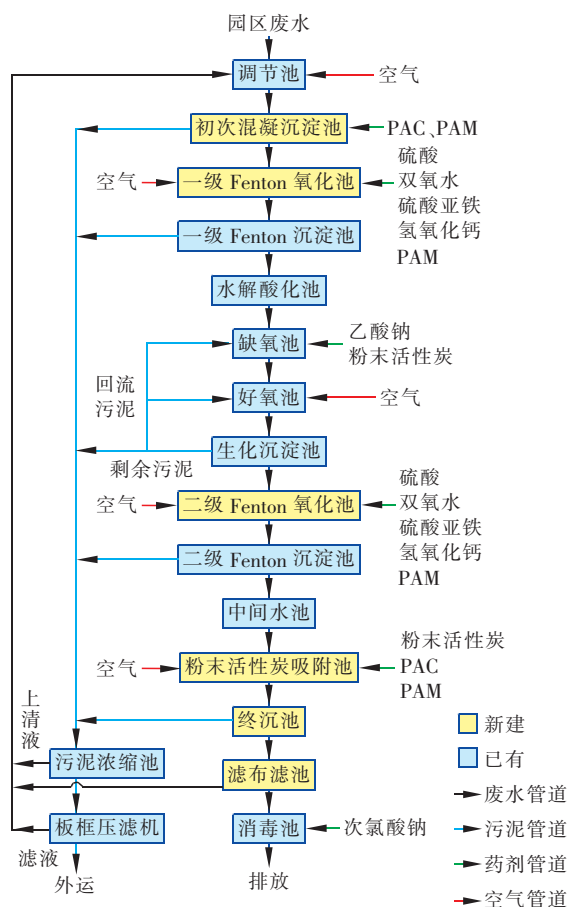 园区废水
调节池
空气
初次混凝沉淀池
PAC、PAM
空气
一级 Fenton 氧化池
硫酸
双氧水
硫酸亚铁
氢氧化钙
PAM
一级 Fenton 沉淀池
水解酸化池
缺氧池
乙酸钠
粉末活性炭
回流
污泥
好氧池
空气
生化沉淀池
剩余污泥
空气
二级 Fenton 氧化池
硫酸
双氧水
硫酸亚铁
氢氧化钙
PAM
二级 Fenton 沉淀池
中间水池
空气
粉末活性炭吸附池
粉末活性炭
PAC
PAM
上清液
终沉池
新建
污泥浓缩池
滤布滤池
已有
废水管道
板框压滤机
消毒池
次氯酸钠
污泥管道
滤液
外运
排放
药剂管道
空气管道